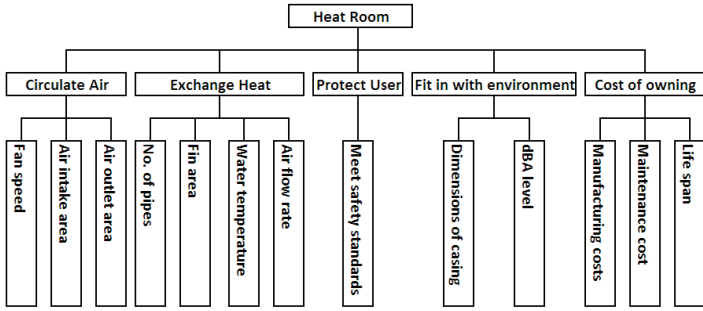 Heat Room
Circulate Air
Exchange Heat
Protect User
Fit in with environment
Cost of owning
Fan speed
Air intake area
Air outlet area
No. of pipes
Fin area
Water temperature
Air flow rate
Meet safety standards
Dimensions of casing
dBA level
Manufacturing costs
Maintenance cost
Life span